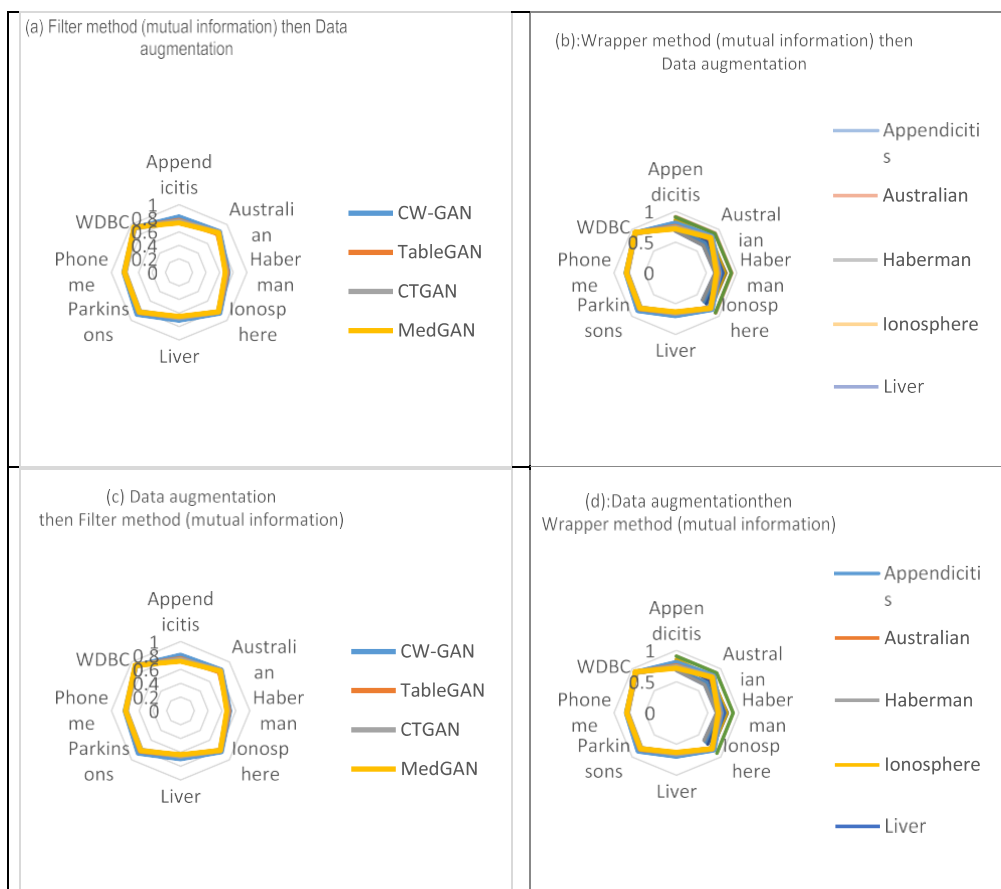 (a) Filter method (mutual information) then Data
augmentation
Append
icitis
1
0.8
0.6
0.4
0.2
0
WDBC
Australi
an
Phone
me
Haber
man
Parkins
ons
Ionosp
here
Liver
CW-GAN
TableGAN
CTGAN
MedGAN
(b):Wrapper method (mutual information) then
Data augmentation
Appen
dicitis
1
0.5
0
WDBC
Austral
ian
Phone
me
Haber
man
Parkin
sons
Ionosp
here
Liver
Appendiciti
s
Australian
Haberman
Ionosphere
Liver
(c) Data augmentation
then Filter method (mutual information)
Append
icitis
1
0.8
0.6
0.4
0.2
0
WDBC
Australi
an
Phone
me
Haber
man
Parkins
ons
Ionosp
here
Liver
CW-GAN
TableGAN
CTGAN
MedGAN
(d):Data augmentationthen
Wrapper method (mutual information)
Appen
dicitis
1
0.5
0
WDBC
Austral
ian
Phone
me
Haber
man
Parkin
sons
Ionosp
here
Liver
Appendiciti
s
Australian
Haberman
Ionosphere
Liver